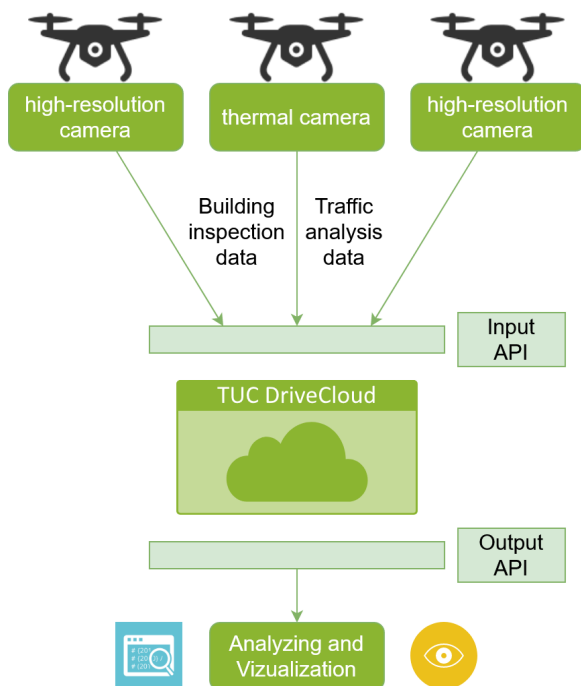 high-resolution
camera
thermal camera
high-resolution
camera
Building
inspection
data
Traffic
analysis
data
Input
API
TUC DriveCloud
Output
API
Analyzing and
Vizualization